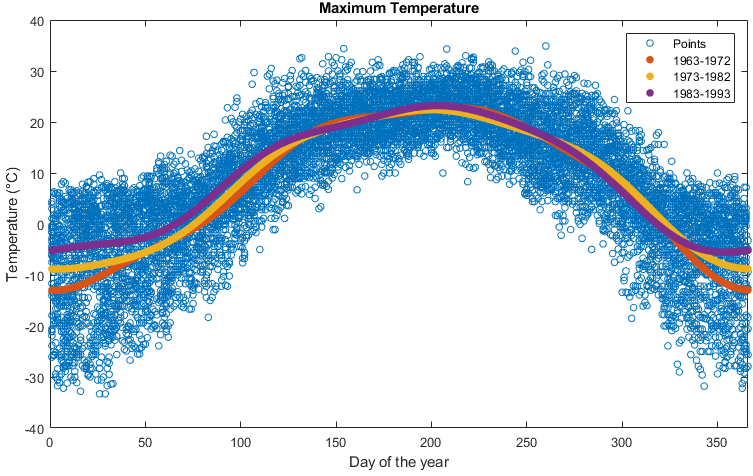 Maximum Temperature
40
30
20
10
0
-10
-20
-30
-40
Temperature (°C)
Points
1963-1972
1973-1982
1983-1993
0 50 100 150 200 250 300 350
Day of the year